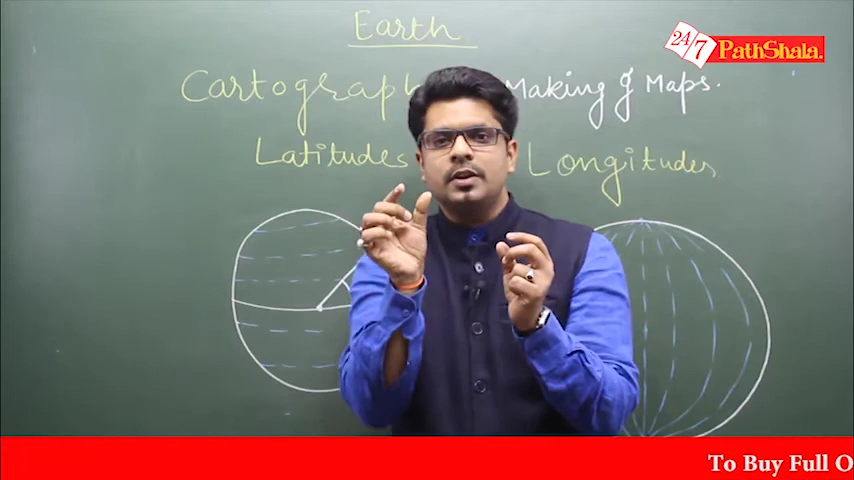 Earth
24/7 PathShala.
Cartograph Making of Maps.
Latitudes Longitudes
To Buy Full O